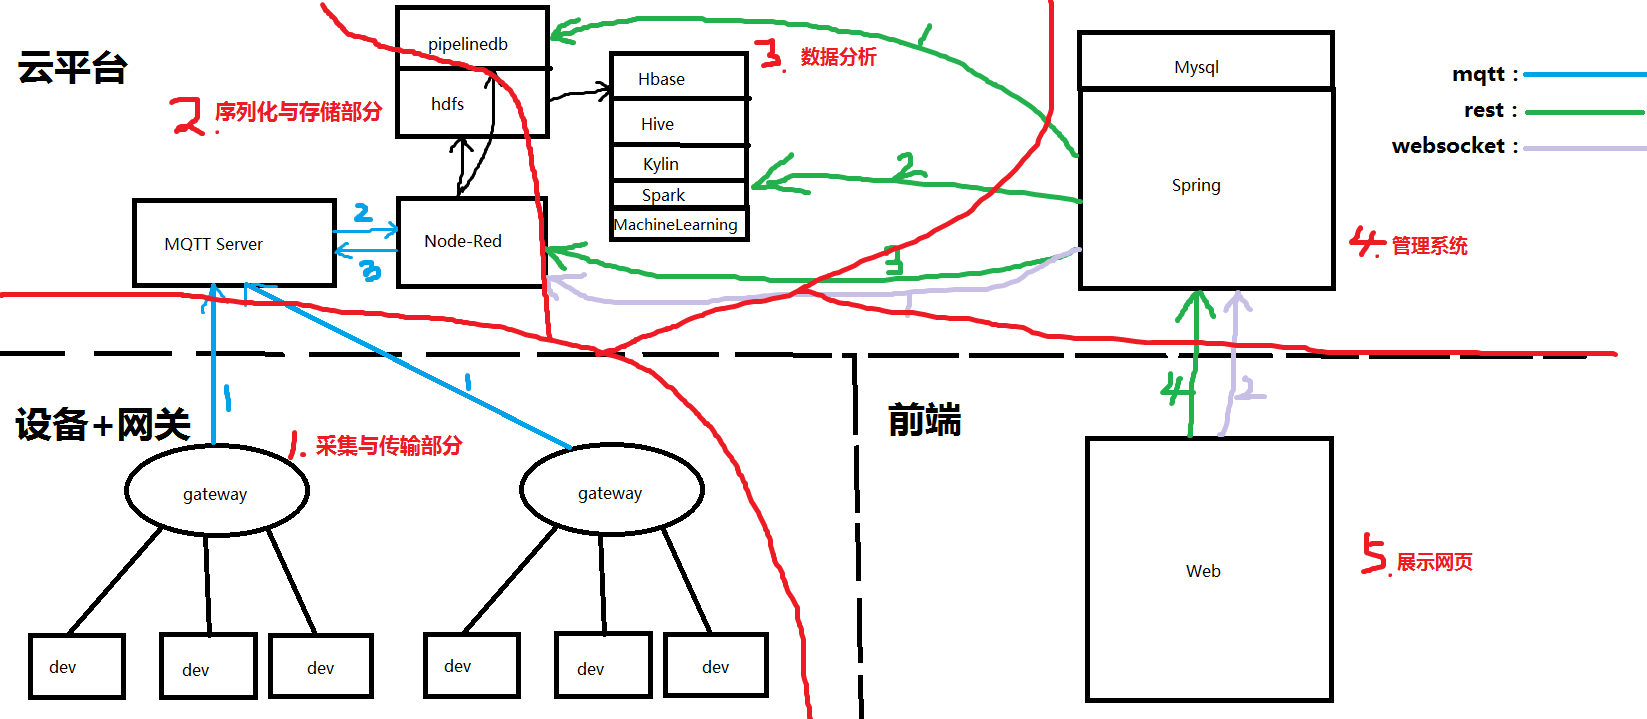 云平台
pipelinedb
hdfs
2. 序列化与存储部分
Hbase
Hive
Kylin
Spark
MachineLearning
3. 数据分析
1
2
3
Mysql
Spring
4. 管理系统
mqtt：
rest：
websocket：
MQTT Server
2
3
Node-Red
1
设备+网关
1
1
1. 采集与传输部分
gateway
gateway
dev
dev
dev
dev
dev
dev
前端
4
2
Web
5. 展示网页